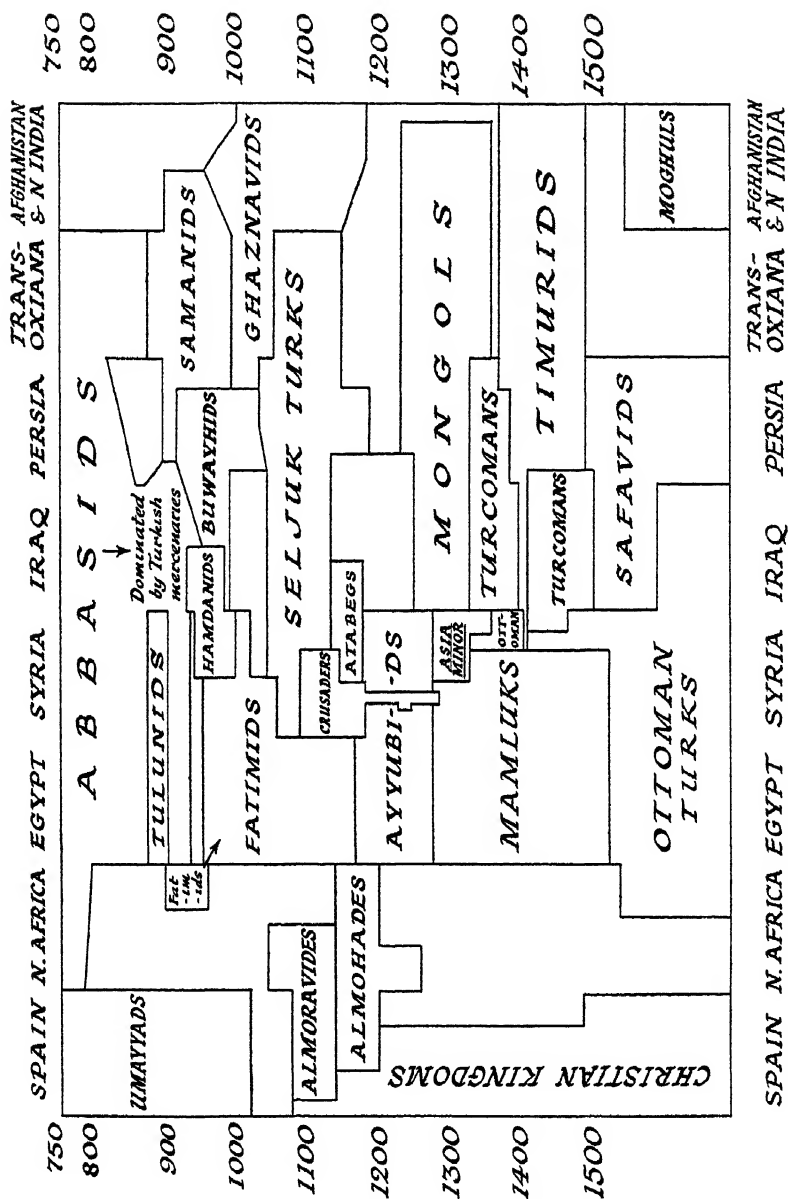 SPAIN N.AFRICA EGYPT SYRIA IRAQ PERSIA TRANS- AFGHANISTAN
OXIANA & N INDIA
750
800
900
1000
1100
1200
1300
1400
1500
750
800
900
1000
1100
1200
1300
1400
1500
ABBASIDS
UMAYYADS
Dominated
by Turkish
mercenaries
TULUNIDS
Fat
-im
-ids
HAMDANIDS
BUWAYHIDS
SAMANIDS
FATIMIDS
GHAZNAVIDS
SELJUK TURKS
ALMORAVIDES
CRUSADERS
ATABEGS
ALMOHADES
AYYUBI-
-DS
MONGOLS
ASIA
MINOR
TURCOMANS
OTT-
OMAN
MAMLUKS
TIMURIDS
TURCOMANS
SAFAVIDS
MOGHULS
OTTOMAN
TURKS
CHRISTIAN KINGDOMS
SPAIN N.AFRICA EGYPT SYRIA IRAQ PERSIA TRANS- AFGHANISTAN
OXIANA & N INDIA